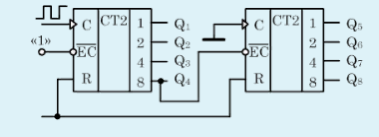 C CT2 1 Q₁ C CT2 1 Q₅
«1» EC 2 Q₂ EC 2 Q₆
4 Q₃ 4 Q₇
R 8 Q₄ R 8 Q₈